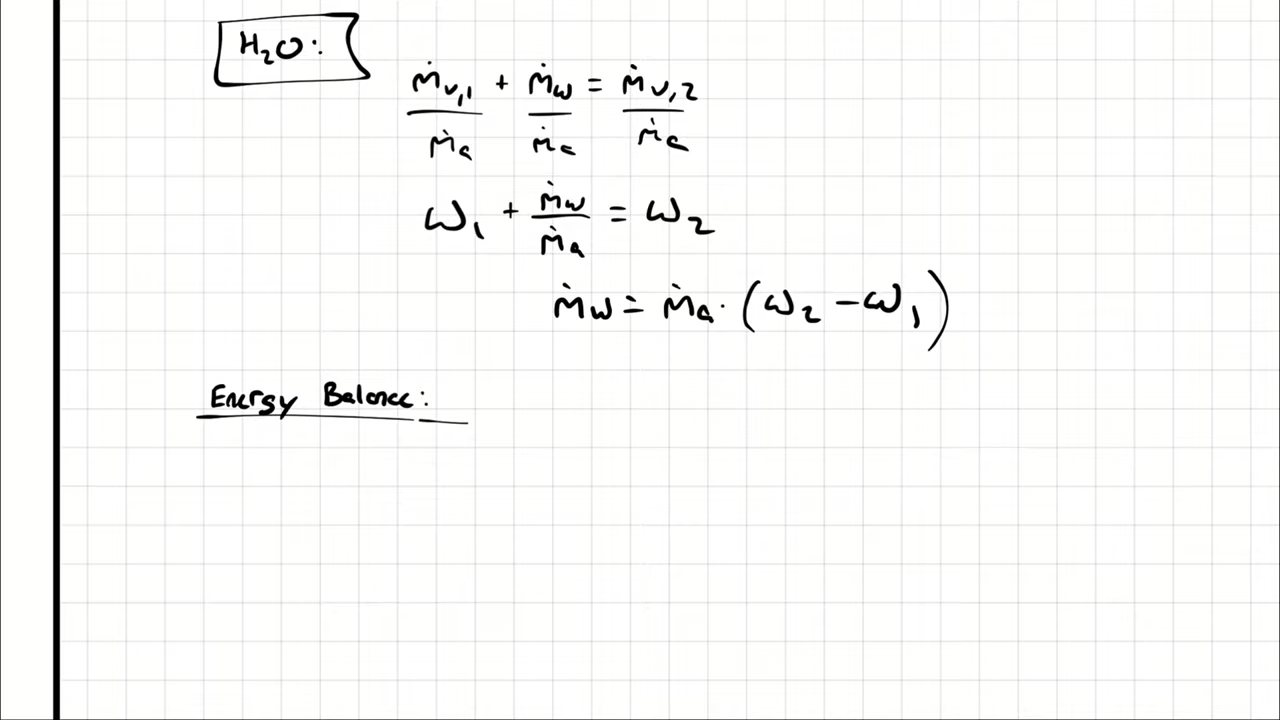 H₂O:
ṁv,1/ṁa + ṁw/ṁa = ṁv,2/ṁa
ω₁ + ṁw/ṁa = ω₂
ṁw = ṁa · (ω₂ − ω₁)
Energy Balance: